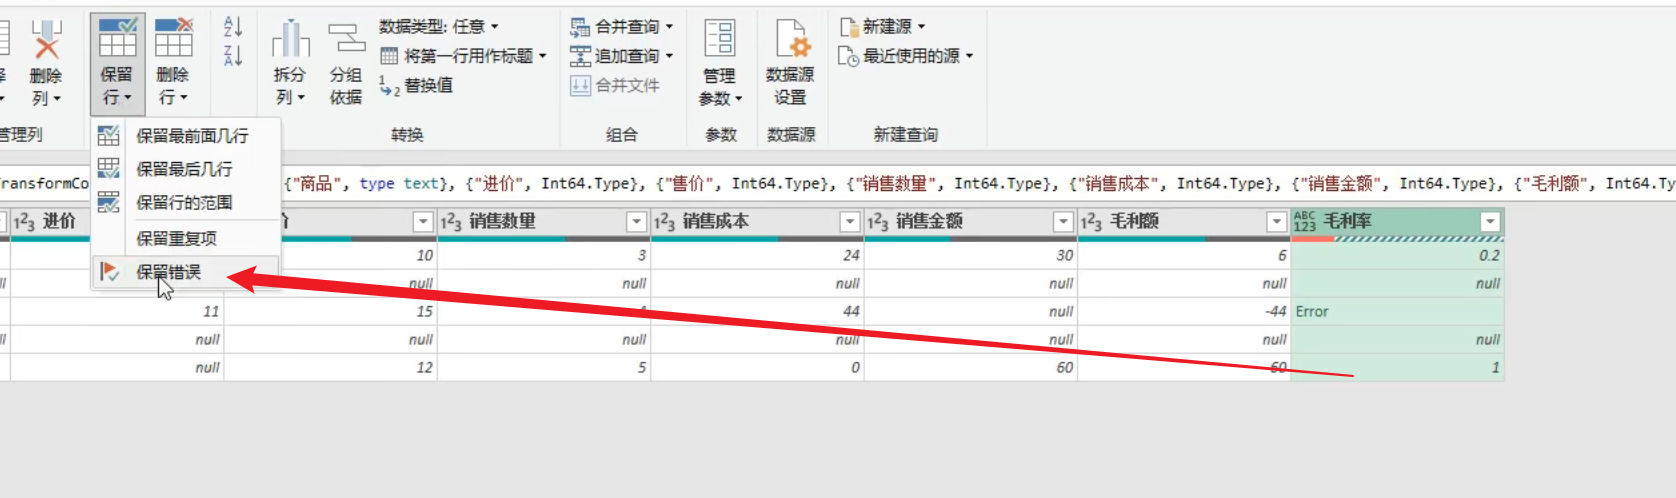 删除
列
保留
行
删除
行
拆分
列
分组
依据
数据类型: 任意
将第一行用作标题
替换值
合并查询
追加查询
合并文件
管理
参数
数据源
设置
新建源
最近使用的源
管理列
转换
组合
参数
数据源
新建查询
保留最前面几行
保留最后几行
保留行的范围
保留重复项
保留错误
ransformCo {"商品", type text}, {"进价", Int64.Type}, {"售价", Int64.Type}, {"销售数量", Int64.Type}, {"销售成本", Int64.Type}, {"销售金额", Int64.Type}, {"毛利额", Int64.Ty
1²3 进价 价 1²3 销售数量 1²3 销售成本 1²3 销售金额 1²3 毛利额 ABC 123 毛利率
10 3 24 30 6 0.2
null null null null null null
11 15 44 null -44 Error
null null null null null null null
null 12 5 0 60 60 1